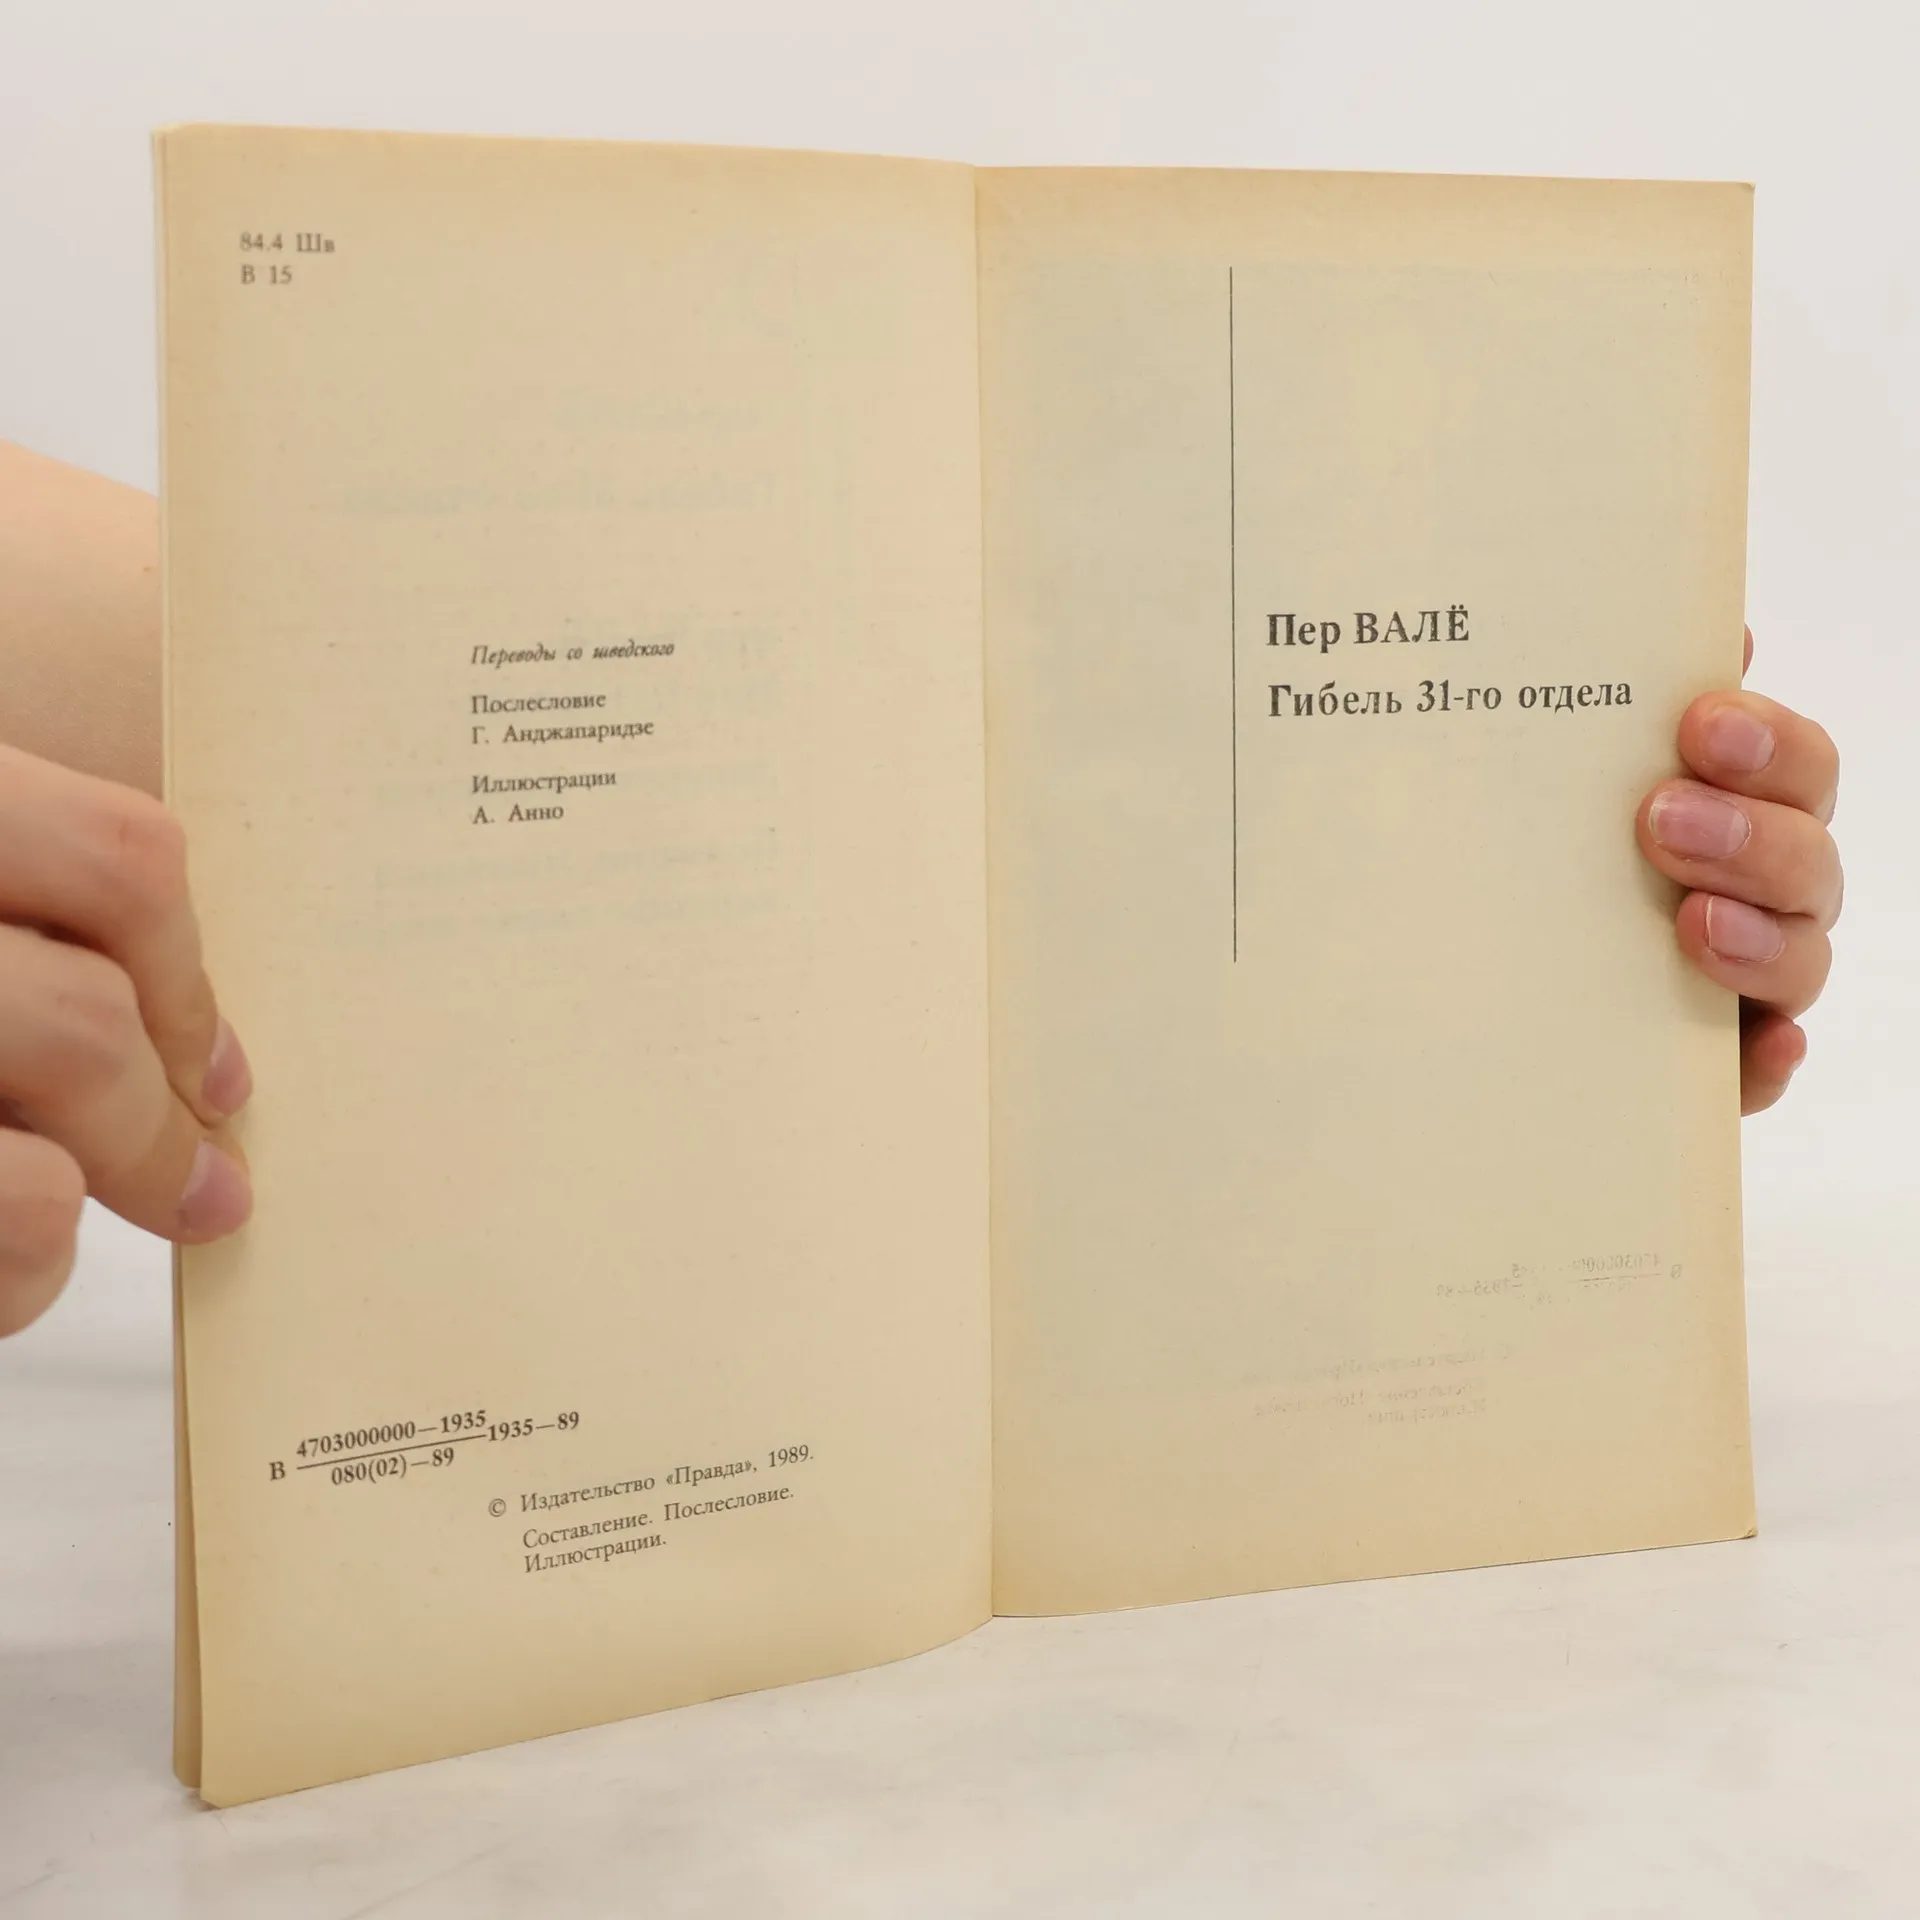 84.4 Шв
В 15
Переводы со шведского
Послесловие
Г. Анджапаридзе
Иллюстрации
А. Анно
В 4703000000—1935 1935—89
080(02)—89
© Издательство «Правда», 1989.
Составление. Послесловие.
Иллюстрации.
Пер ВАЛЁ
Гибель 31-го отдела